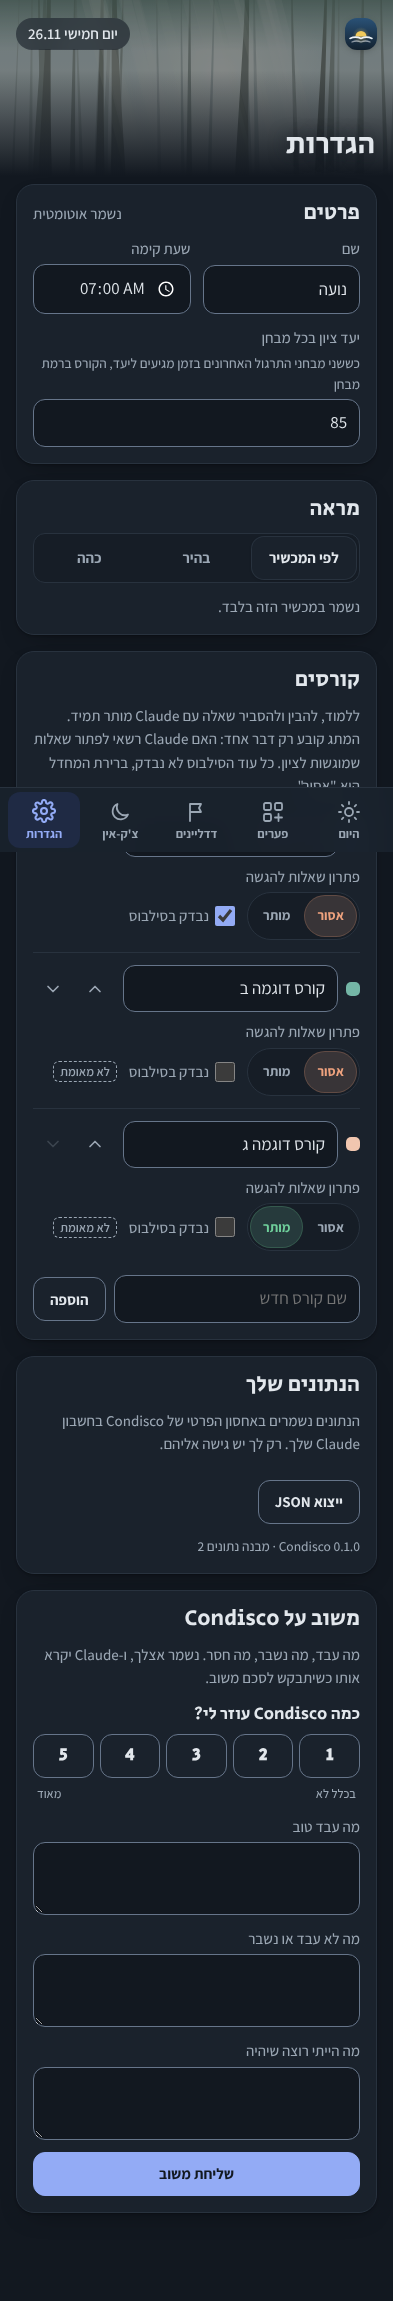 יום חמישי 26.11
הגדרות
פרטים
נשמר אוטומטית
שם
שעת קימה
נועה
07:00 AM
יעד ציון בכל מבחן
כששני מבחני התרגול האחרונים בזמן מגיעים ליעד, הקורס ברמת
מבחן
85
מראה
לפי המכשיר
בהיר
כהה
נשמר במכשיר הזה בלבד.
קורסים
ללמוד, להבין ולהסביר שאלה עם Claude מותר תמיד.
המתג קובע רק דבר אחד: האם Claude רשאי לפתור שאלות
שמוגשות לציון. כל עוד הסילבוס לא נבדק, ברירת המחדל
היא "אסור".
היום
פערים
דדליינים
צ'ק-אין
הגדרות
פתרון שאלות להגשה
אסור
מותר
נבדק בסילבוס
קורס דוגמה ב
פתרון שאלות להגשה
אסור
מותר
נבדק בסילבוס
לא מאומת
קורס דוגמה ג
פתרון שאלות להגשה
אסור
מותר
נבדק בסילבוס
לא מאומת
שם קורס חדש
הוספה
הנתונים שלך
הנתונים נשמרים באחסון הפרטי של Condisco בחשבון
Claude שלך. רק לך יש גישה אליהם.
ייצוא JSON
Condisco 0.1.0 · מבנה נתונים 2
משוב על Condisco
מה עבד, מה נשבר, מה חסר. נשמר אצלך, ו-Claude יקרא
אותו כשיתבקש לסכם משוב.
כמה Condisco עוזר לי?
1
2
3
4
5
בכלל לא
מאוד
מה עבד טוב
מה לא עבד או נשבר
מה הייתי רוצה שיהיה
שליחת משוב